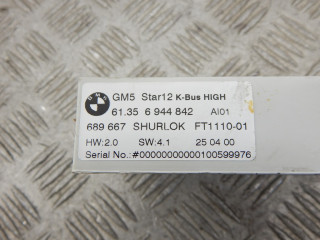 BMW
GM5 Star12 K-Bus HIGH
61.35 6 944 842 AI01
689 667 SHURLOK FT1110-01
HW:2.0 SW:4.1 25 04 00
Serial No.:#00000000000100599976